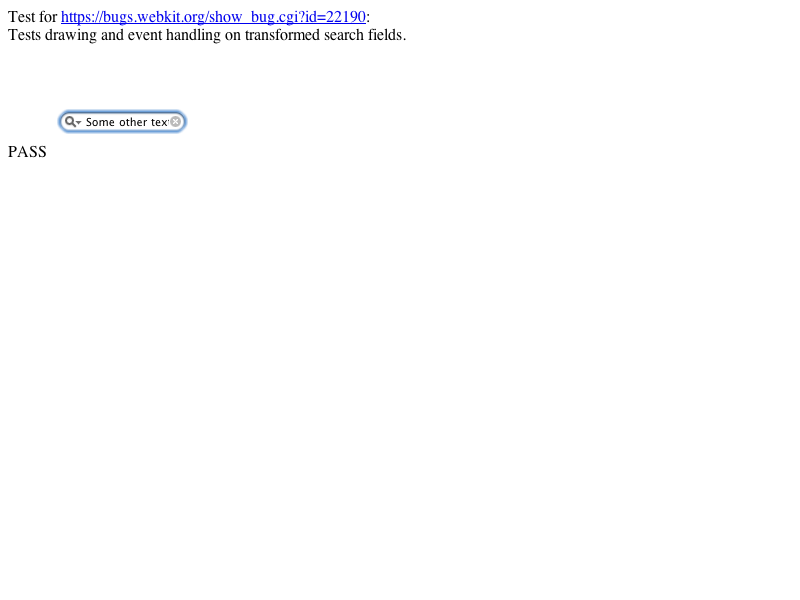 Test for https://bugs.webkit.org/show_bug.cgi?id=22190:
Tests drawing and event handling on transformed search fields.
Some other tex
PASS